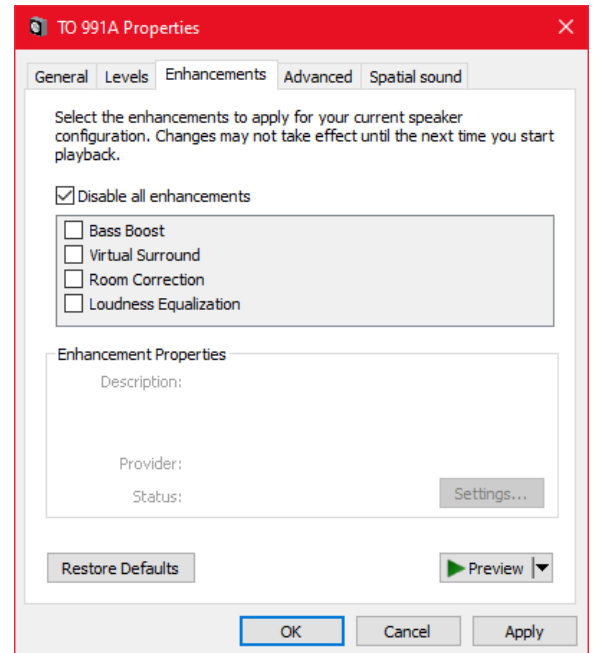 TO 991A Properties
General Levels Enhancements Advanced Spatial sound
Select the enhancements to apply for your current speaker
configuration. Changes may not take effect until the next time you start
playback.
Disable all enhancements
Bass Boost
Virtual Surround
Room Correction
Loudness Equalization
Enhancement Properties
Description:
Provider:
Status:
Settings...
Restore Defaults
Preview
OK Cancel Apply